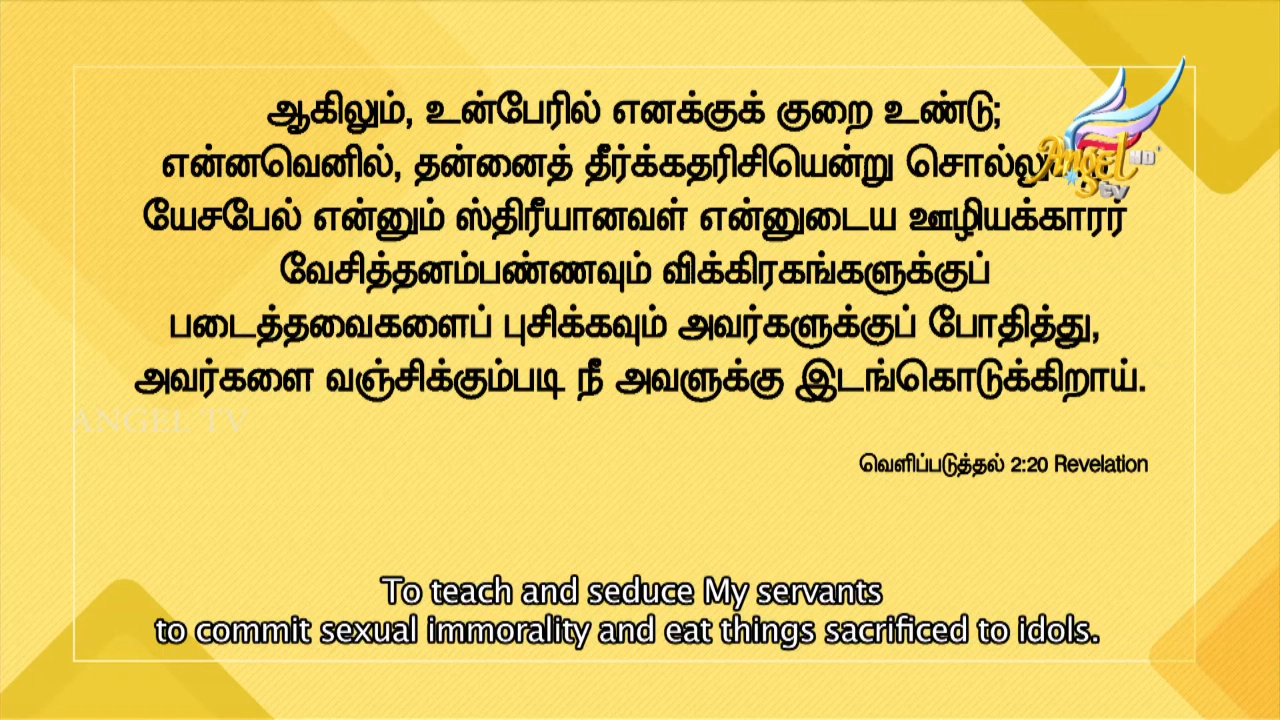 ஆகிலும், உன்பேரில் எனக்குக் குறை உண்டு;
என்னவெனில், தன்னைத் தீர்க்கதரிசியென்று
யேசபேல் என்னும் ஸ்திரீயானவள் என்னுடைய ஊழியக்காரர்
வேசித்தனம்பண்ணவும் விக்கிரகங்களுக்குப்
படைத்தவைகளைப் புசிக்கவும் அவர்களுக்குப் போதித்து,
அவர்களை வஞ்சிக்கும்படி நீ அவளுக்கு இடங்கொடுக்கிறாய்.
வெளிப்படுத்தல் 2:20 Revelation
To teach and seduce My servants
to commit sexual immorality and eat things sacrificed to idols.
Angel HD
tv
ANGEL TV